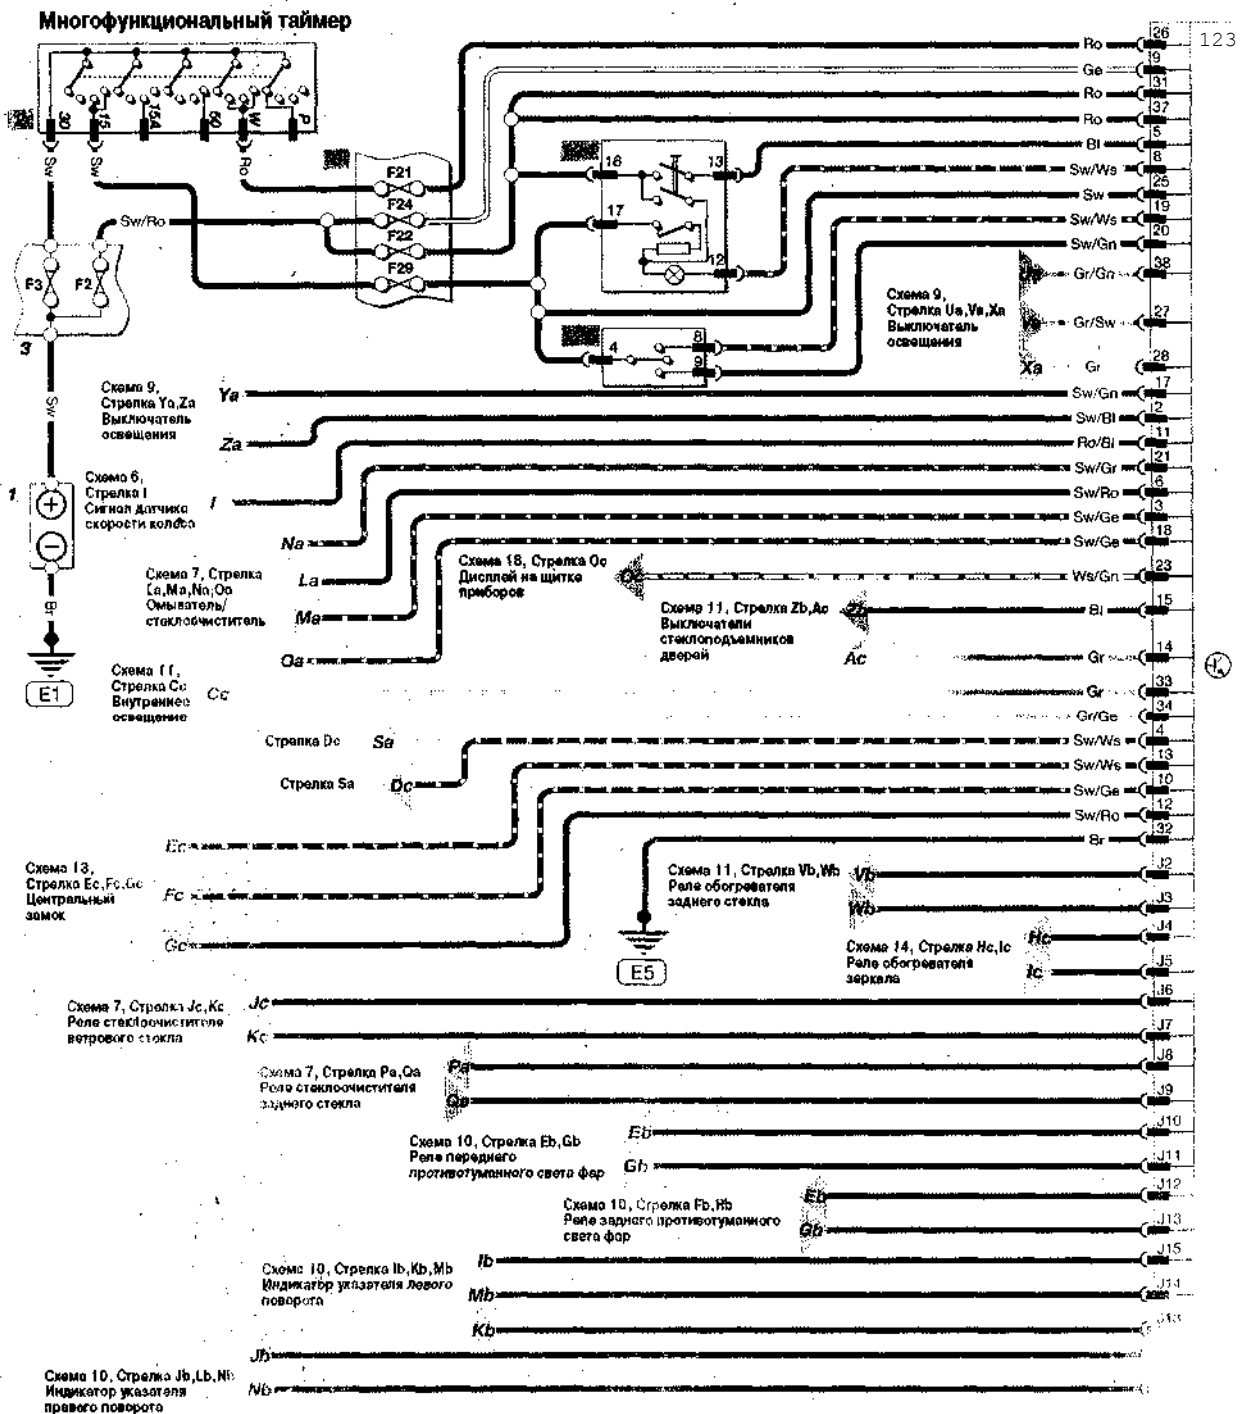 Многофункциональный таймер
123
30
15
15A
50
W
P
Sw
Sw
Ro
Sw/Ro
F21
F24
F22
F29
F3
F2
3
Sw
16
13
17
12
4
8
9
Ro
26
Ge
9
Ro
31
Ro
37
Bl
5
Sw/Ws
8
Sw
25
Sw/Ws
19
Sw/Gn
20
Gr/Gn
38
Gr/Sw
27
Gr
28
Sw/Gn
17
Sw/Bl
2
Ro/Bl
11
Sw/Gr
21
Sw/Ro
6
Sw/Ge
3
Sw/Ge
18
Ws/Gn
23
Bl
15
Gr
14
Gr
33
Gr/Ge
34
Sw/Ws
4
Sw/Ws
13
Sw/Ge
10
Sw/Ro
12
Br
32
J2
J3
J4
J5
J6
J7
J8
J9
J10
J11
J12
J13
J15
J14
J13
Схема 9,
Стрелка Ua,Va,Xa
Выключатель
освещения
Ua
Va
Xa
Схема 9,
Стрелка Ya,Za
Выключатель
освещения
Ya
Za
1
+
−
Схема 6,
Стрелка I
Сигнал датчика
скорости колеса
I
Br
E1
Схема 7, Стрелка
La,Ma,Na,Oa
Омыватель/
стеклоочиститель
Na
La
Ma
Oa
Схема 18, Стрелка Oc
Дисплей на щитке
приборов
Oc
Схема 11, Стрелка Zb,Ac
Выключатели
стеклоподъемников
дверей
Zb
Ac
Схема 11,
Стрелка Cc
Внутреннее
освещение
Cc
Стрелка Dc
Sa
Стрелка Sa
Dc
Схема 13,
Стрелка Ec,Fc,Gc
Центральный
замок
Ec
Fc
Gc
E5
Схема 11, Стрелка Vb,Wb
Реле обогревателя
заднего стекла
Vb
Wb
Схема 14, Стрелка Hc,Ic
Реле обогревателя
зеркала
Hc
Ic
Схема 7, Стрелка Jc,Kc
Реле стеклоочистителя
ветрового стекла
Jc
Kc
Схема 7, Стрелка Pa,Qa
Реле стеклоочистителя
заднего стекла
Pa
Qa
Схема 10, Стрелка Eb,Gb
Реле переднего
противотуманного света фар
Eb
Gb
Схема 10, Стрелка Fb,Hb
Реле заднего противотуманного
света фар
Eb
Gb
Схема 10, Стрелка Ib,Kb,Mb
Индикатор указателя левого
поворота
Ib
Mb
Kb
Схема 10, Стрелка Jb,Lb,Nb
Индикатор указателя
правого поворота
Jb
Nb